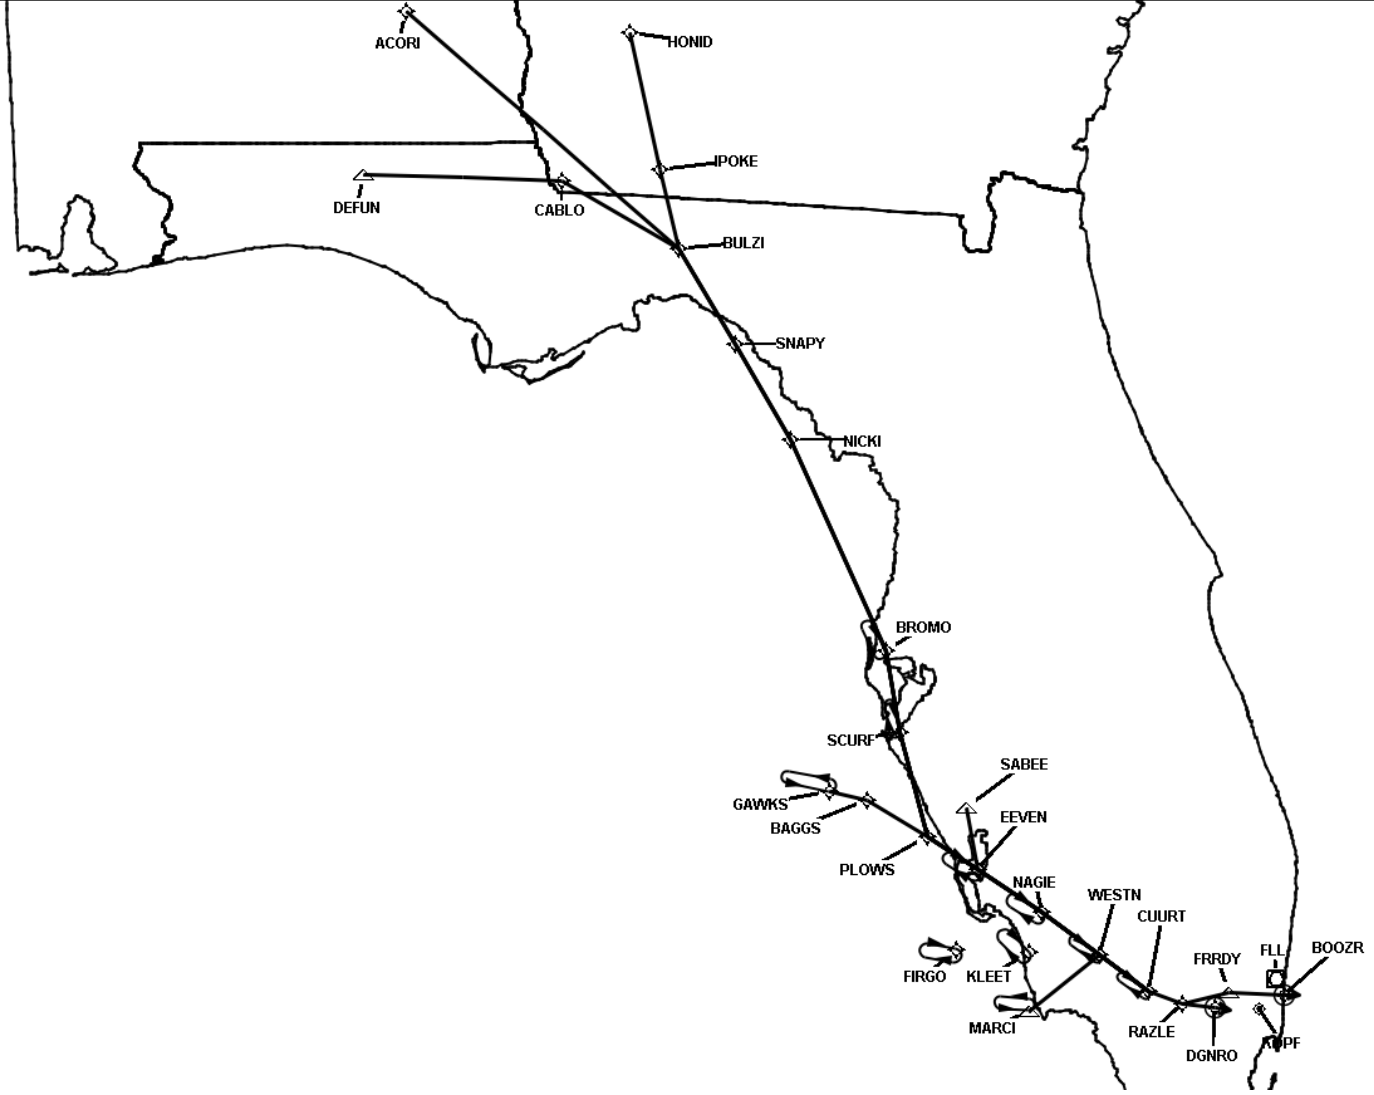 ACORI
HONID
IPOKE
DEFUN
CABLO
BULZI
SNAPY
NICKI
BROMO
SCURF
SABEE
GAWKS
EEVEN
BAGGS
PLOWS
NAGIE
WESTN
CUURT
FLL
BOOZR
FRRDY
FIRGO
KLEET
MARCI
RAZLE
KOPF
DGNRO